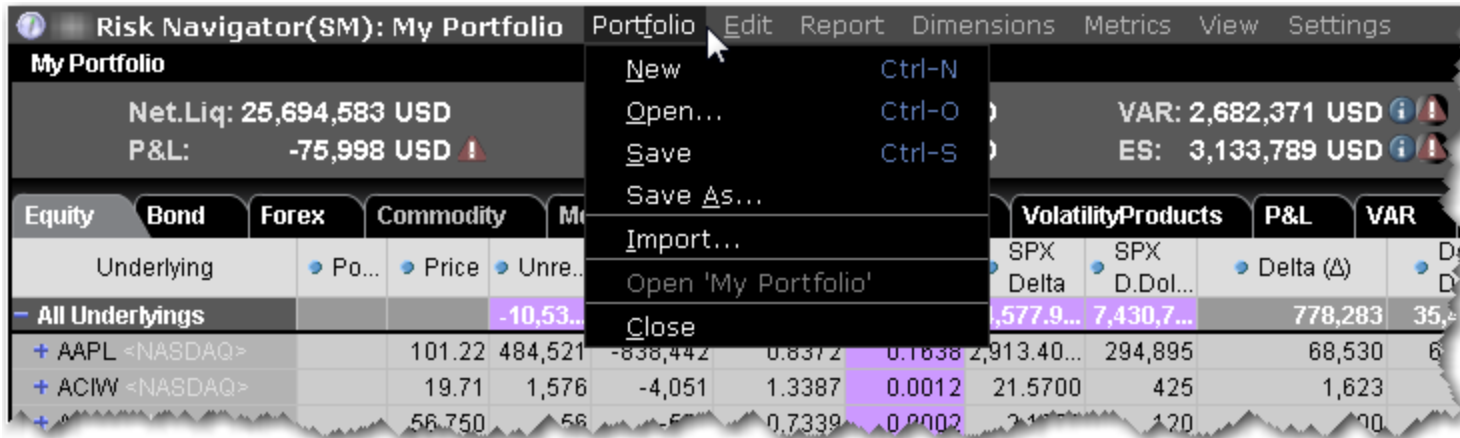 Risk Navigator(SM): My Portfolio Portfolio Edit Report Dimensions Metrics View Settings
My Portfolio
New Ctrl-N
Net.Liq: 25,694,583 USD Open... Ctrl-O VAR: 2,682,371 USD
P&L: -75,998 USD Save Ctrl-S ES: 3,133,789 USD
Save As...
Equity Bond Forex Commodity VolatilityProducts P&L VAR
Import...
Underlying Po... Price Unre... SPX Delta SPX D.Dol... Delta (Δ)
Open 'My Portfolio'
All Underlyings -10,53... 7,430,7... 778,283
Close
+ AAPL <NASDAQ> 101.22 484,521 -838,442 0.8372 0.1638 2,913.40... 294,895 68,530
+ ACIW <NASDAQ> 19.71 1,576 -4,051 1.3387 0.0012 21.5700 425 1,623
56.750 0.7339 0.0002 120